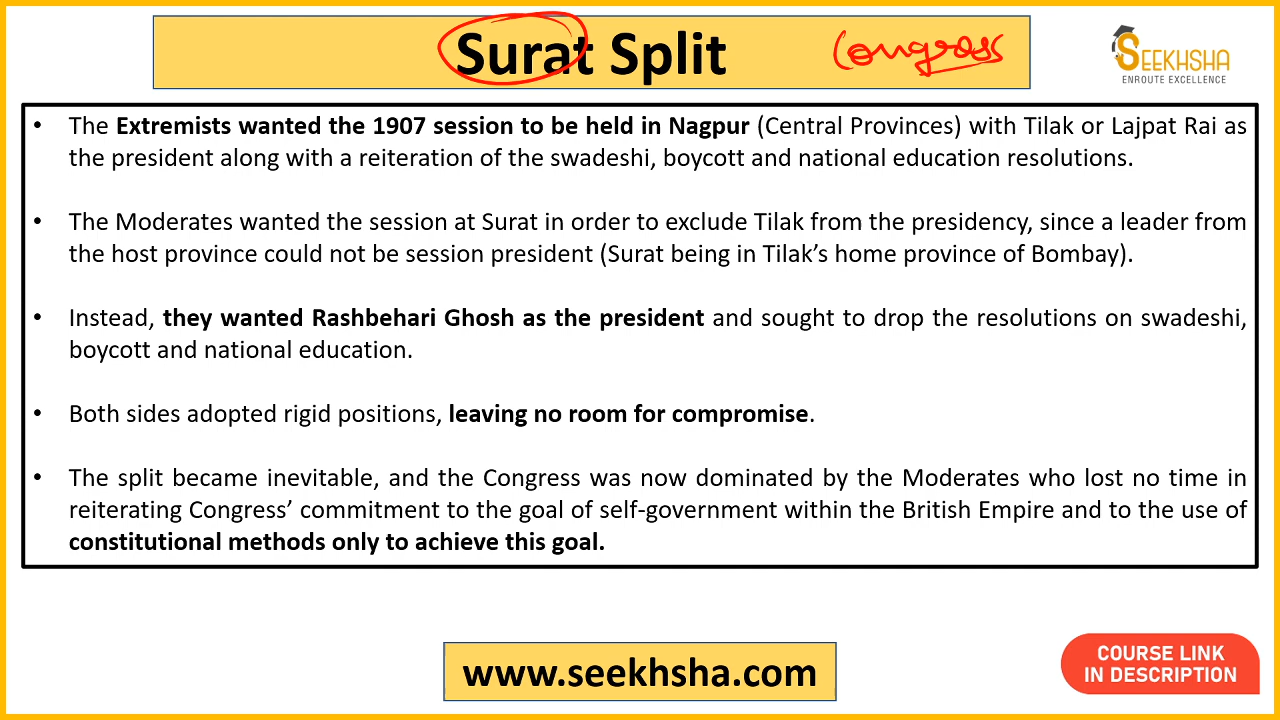 Surat Split
Congress
SEEKHSHA
ENROUTE EXCELLENCE
• The Extremists wanted the 1907 session to be held in Nagpur (Central Provinces) with Tilak or Lajpat Rai as
the president along with a reiteration of the swadeshi, boycott and national education resolutions.
• The Moderates wanted the session at Surat in order to exclude Tilak from the presidency, since a leader from
the host province could not be session president (Surat being in Tilak’s home province of Bombay).
• Instead, they wanted Rashbehari Ghosh as the president and sought to drop the resolutions on swadeshi,
boycott and national education.
• Both sides adopted rigid positions, leaving no room for compromise.
• The split became inevitable, and the Congress was now dominated by the Moderates who lost no time in
reiterating Congress’ commitment to the goal of self-government within the British Empire and to the use of
constitutional methods only to achieve this goal.
www.seekhsha.com
COURSE LINK
IN DESCRIPTION